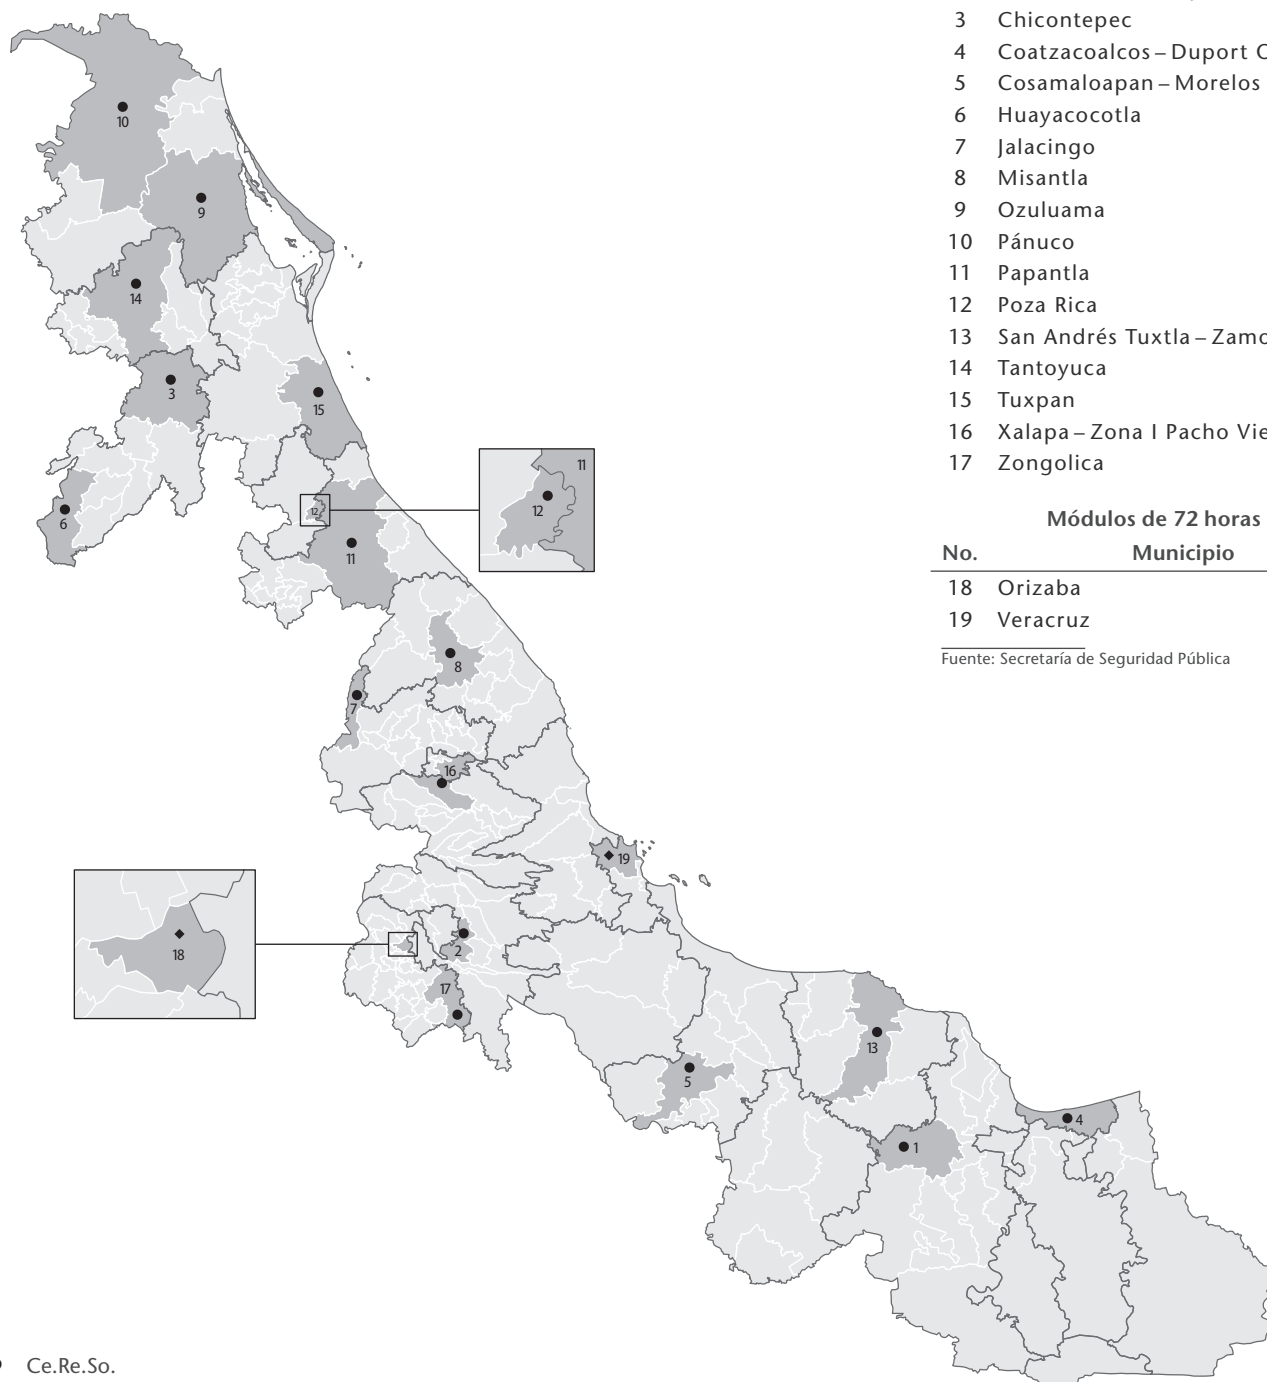 3 Chicontepec
4 Coatzacoalcos – Duport
5 Cosamaloapan – Morelos
6 Huayacocotla
7 Jalacingo
8 Misantla
9 Ozuluama
10 Pánuco
11 Papantla
12 Poza Rica
13 San Andrés Tuxtla –
14 Tantoyuca
15 Tuxpan
16 Xalapa – Zona I Pacho
17 Zongolica
Módulos de 72 horas
No. Municipio
18 Orizaba
19 Veracruz
Fuente: Secretaría de Seguridad Pública
10
9
14
3
15
11
12
6
12
11
8
7
16
19
18
2
17
13
5
4
1
Ce.Re.So.